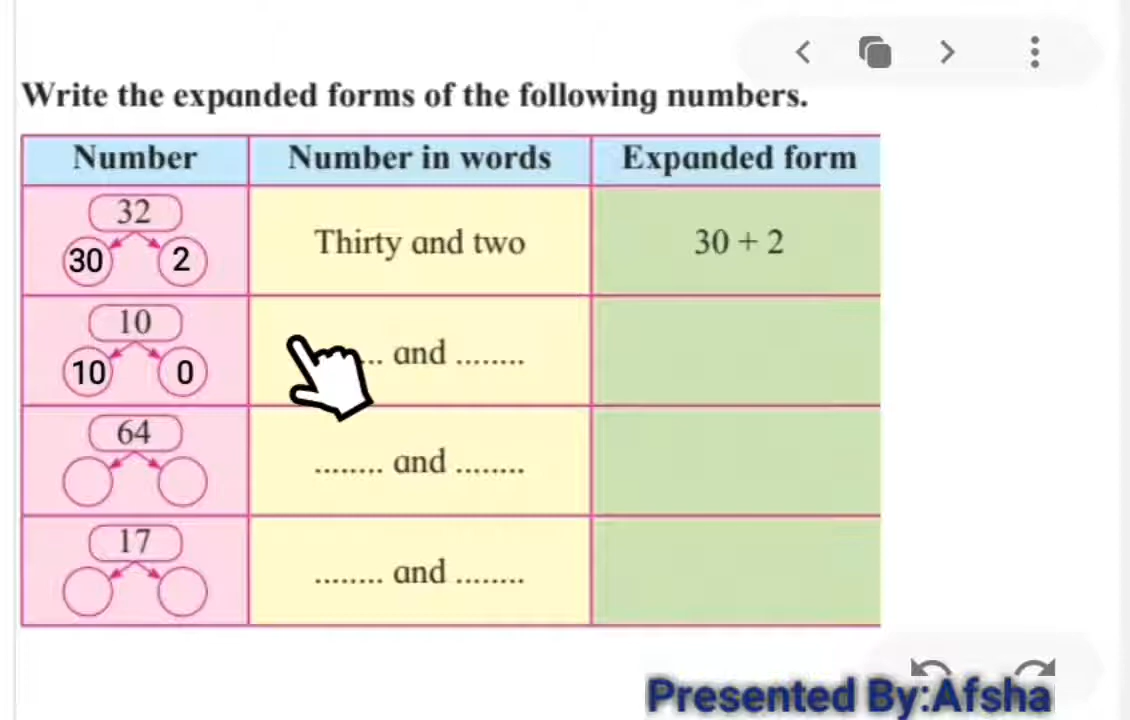 Write the expanded forms of the following numbers.
Number Number in words Expanded form
32
30 2 Thirty and two 30 + 2
10
10 0 ... and ........
64
........ and ........
17
........ and ........
Presented By:Afsha